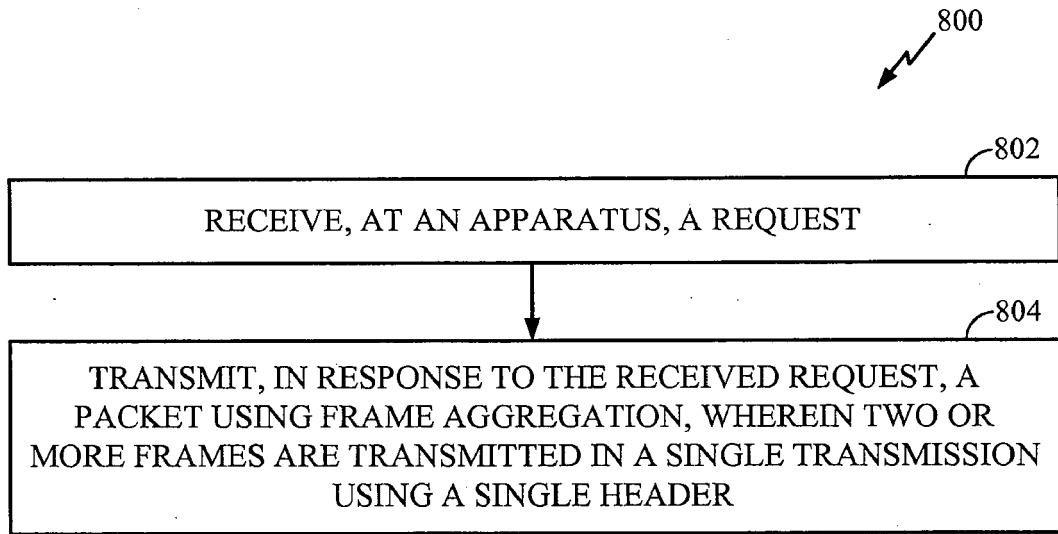 800
802
RECEIVE, AT AN APPARATUS, A REQUEST
804
TRANSMIT, IN RESPONSE TO THE RECEIVED REQUEST, A
PACKET USING FRAME AGGREGATION, WHEREIN TWO OR
MORE FRAMES ARE TRANSMITTED IN A SINGLE TRANSMISSION
USING A SINGLE HEADER